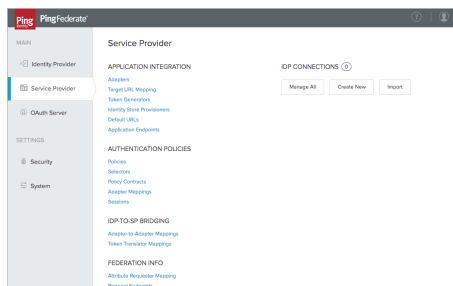 Ping PingFederate®
MAIN
Identity Provider
Service Provider
OAuth Server
SETTINGS
Security
System
Service Provider
APPLICATION INTEGRATION
Adapters
Target URL Mapping
Token Generators
Identity Store Provisioners
Default URLs
Application Endpoints
AUTHENTICATION POLICIES
Policies
Selectors
Policy Contracts
Adapter Mappings
Sessions
IDP-TO-SP BRIDGING
Adapter-to-Adapter Mappings
Token Translator Mappings
FEDERATION INFO
Attribute Requester Mapping
Protocol Endpoints
IDP CONNECTIONS 0
Manage All Create New Import